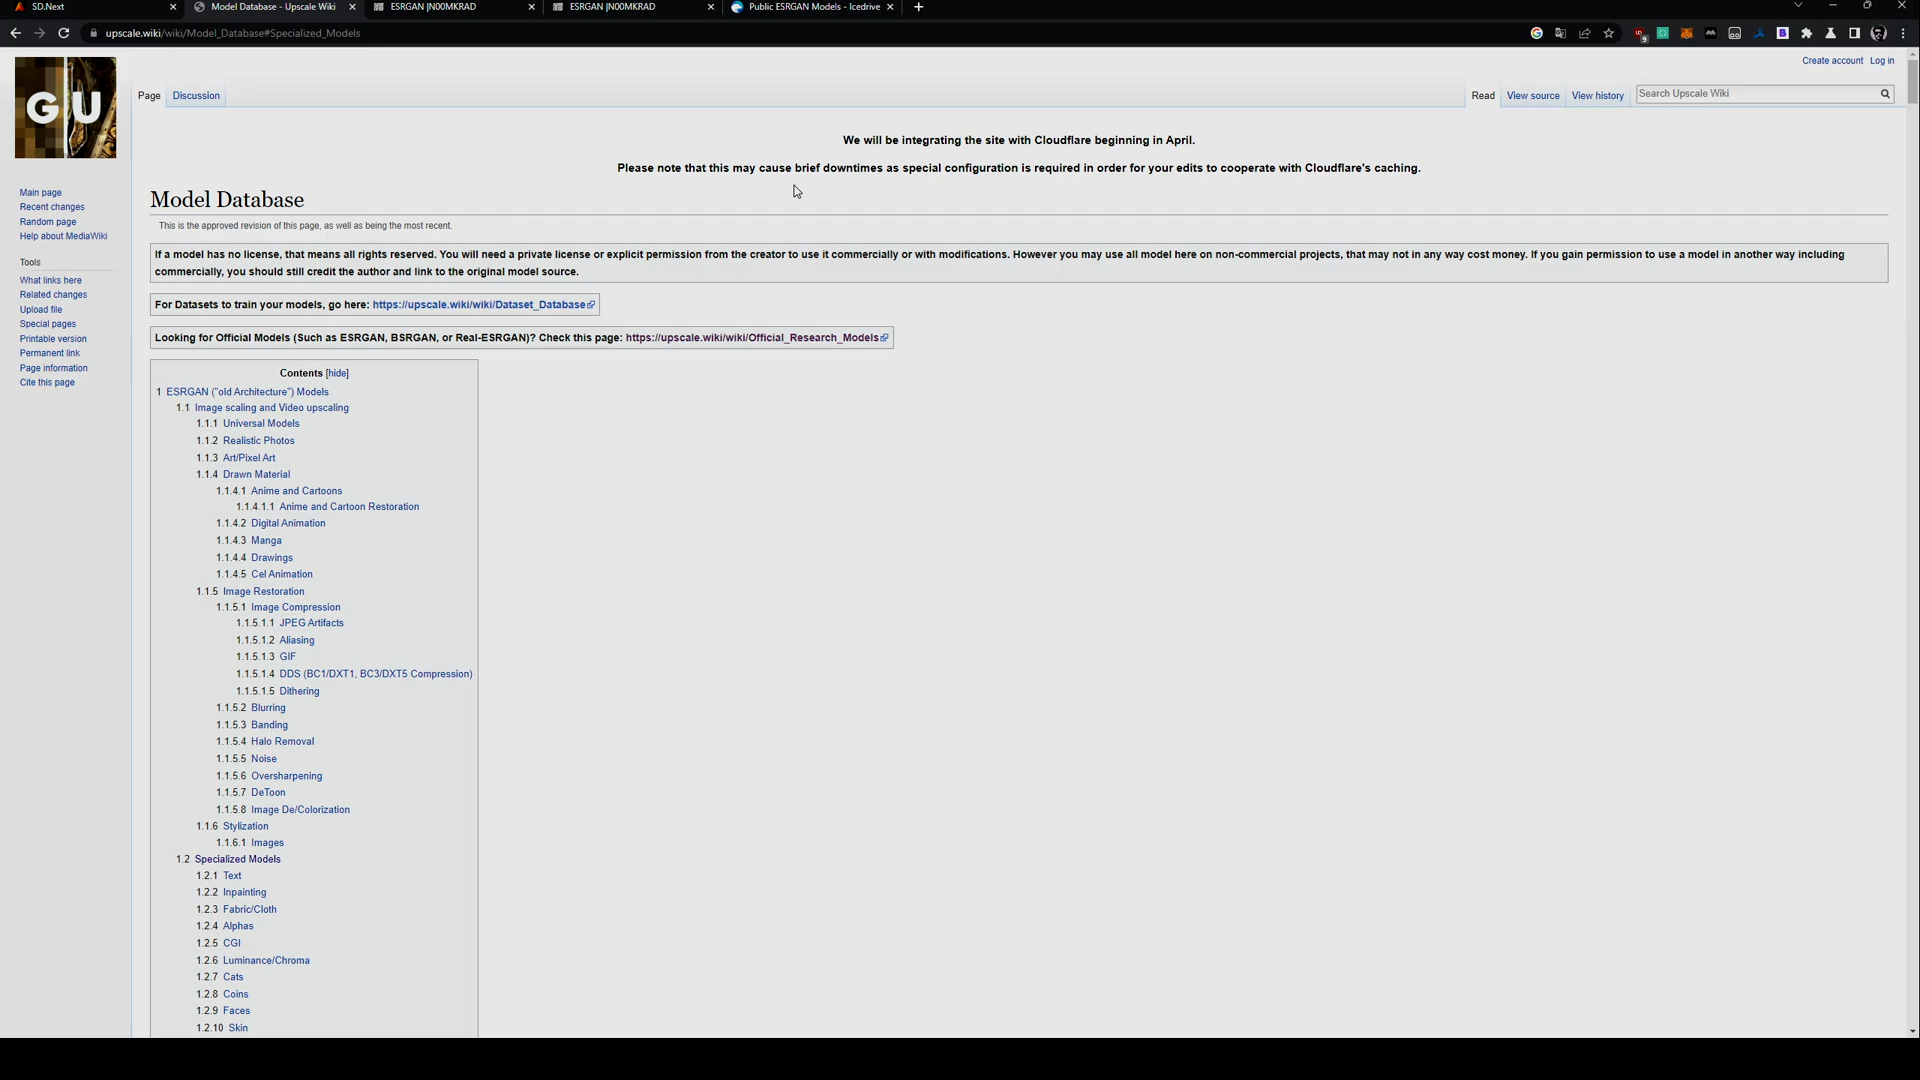 SD.Next
Model Database - Upscale Wiki
ESRGAN |N00MKRAD
ESRGAN |N00MKRAD
Public ESRGAN Models - Icedrive
upscale.wiki/wiki/Model_Database#Specialized_Models
9
Create account Log in
GU
Page Discussion
Read View source View history
Search Upscale Wiki
We will be integrating the site with Cloudflare beginning in April.
Please note that this may cause brief downtimes as special configuration is required in order for your edits to cooperate with Cloudflare's caching.
Main page
Recent changes
Random page
Help about MediaWiki
Tools
What links here
Related changes
Upload file
Special pages
Printable version
Permanent link
Page information
Cite this page
Model Database
This is the approved revision of this page, as well as being the most recent.
If a model has no license, that means all rights reserved. You will need a private license or explicit permission from the creator to use it commercially or with modifications. However you may use all model here on non-commercial projects, that may not in any way cost money. If you gain permission to use a model in another way including
commercially, you should still credit the author and link to the original model source.
For Datasets to train your models, go here: https://upscale.wiki/wiki/Dataset_Database
Looking for Official Models (Such as ESRGAN, BSRGAN, or Real-ESRGAN)? Check this page: https://upscale.wiki/wiki/Official_Research_Models
Contents [hide]
1 ESRGAN ("old Architecture") Models
1.1 Image scaling and Video upscaling
1.1.1 Universal Models
1.1.2 Realistic Photos
1.1.3 Art/Pixel Art
1.1.4 Drawn Material
1.1.4.1 Anime and Cartoons
1.1.4.1.1 Anime and Cartoon Restoration
1.1.4.2 Digital Animation
1.1.4.3 Manga
1.1.4.4 Drawings
1.1.4.5 Cel Animation
1.1.5 Image Restoration
1.1.5.1 Image Compression
1.1.5.1.1 JPEG Artifacts
1.1.5.1.2 Aliasing
1.1.5.1.3 GIF
1.1.5.1.4 DDS (BC1/DXT1, BC3/DXT5 Compression)
1.1.5.1.5 Dithering
1.1.5.2 Blurring
1.1.5.3 Banding
1.1.5.4 Halo Removal
1.1.5.5 Noise
1.1.5.6 Oversharpening
1.1.5.7 DeToon
1.1.5.8 Image De/Colorization
1.1.6 Stylization
1.1.6.1 Images
1.2 Specialized Models
1.2.1 Text
1.2.2 Inpainting
1.2.3 Fabric/Cloth
1.2.4 Alphas
1.2.5 CGI
1.2.6 Luminance/Chroma
1.2.7 Cats
1.2.8 Coins
1.2.9 Faces
1.2.10 Skin